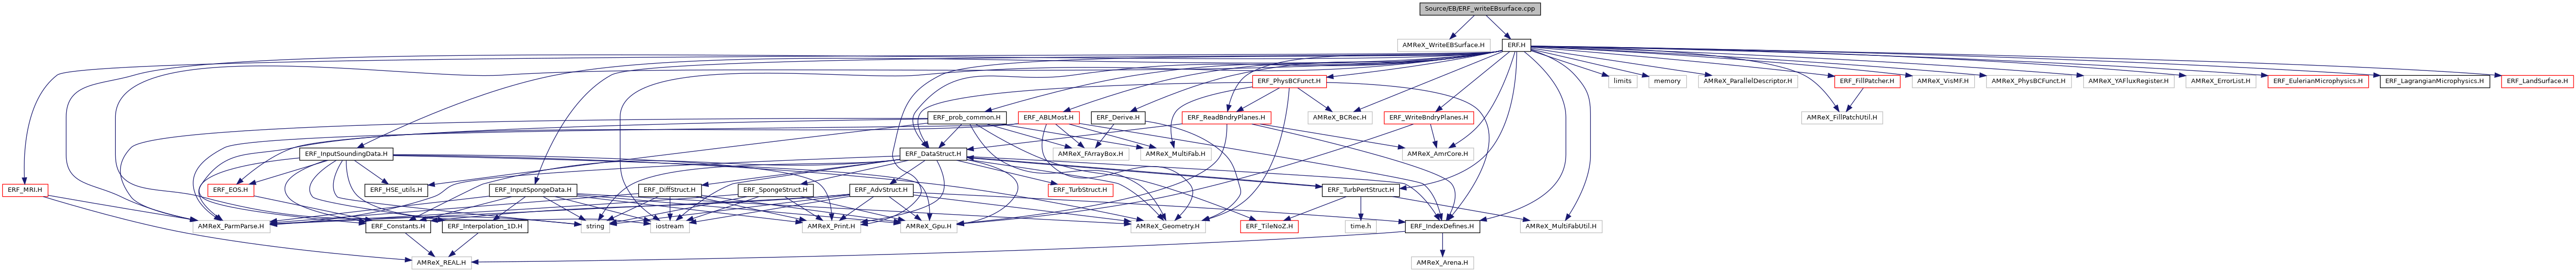 Source/EB/ERF_writeEBsurface.cpp
AMReX_WriteEBSurface.H
ERF.H
ERF_PhysBCFunct.H
limits
memory
AMReX_ParallelDescriptor.H
ERF_FillPatcher.H
AMReX_VisMF.H
AMReX_PhysBCFunct.H
AMReX_YAFluxRegister.H
AMReX_ErrorList.H
ERF_EulerianMicrophysics.H
ERF_LagrangianMicrophysics.H
ERF_LandSurface.H
ERF_prob_common.H
ERF_ABLMost.H
ERF_Derive.H
ERF_ReadBndryPlanes.H
AMReX_BCRec.H
ERF_WriteBndryPlanes.H
AMReX_FillPatchUtil.H
ERF_InputSoundingData.H
ERF_DataStruct.H
AMReX_FArrayBox.H
AMReX_MultiFab.H
AMReX_AmrCore.H
ERF_MRI.H
ERF_EOS.H
ERF_HSE_utils.H
ERF_InputSpongeData.H
ERF_DiffStruct.H
ERF_SpongeStruct.H
ERF_AdvStruct.H
ERF_TurbStruct.H
ERF_TurbPertStruct.H
AMReX_ParmParse.H
ERF_Constants.H
ERF_Interpolation_1D.H
string
iostream
AMReX_Print.H
AMReX_Gpu.H
AMReX_Geometry.H
ERF_TileNoZ.H
time.h
ERF_IndexDefines.H
AMReX_MultiFabUtil.H
AMReX_REAL.H
AMReX_Arena.H